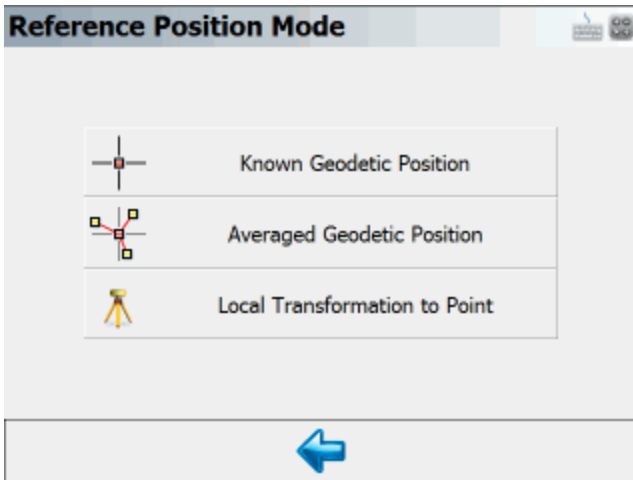 Reference Position Mode
Known Geodetic Position
Averaged Geodetic Position
Local Transformation to Point